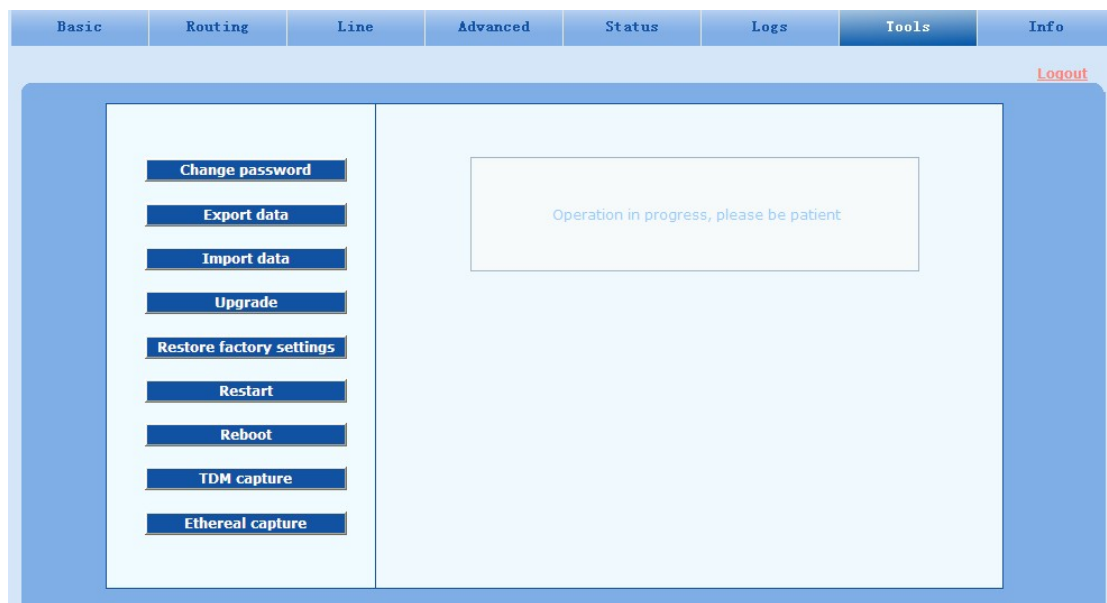 Basic Routing Line Advanced Status Logs Tools Info
Logout
Change password
Export data
Import data
Upgrade
Restore factory settings
Restart
Reboot
TDM capture
Ethereal capture
Operation in progress, please be patient